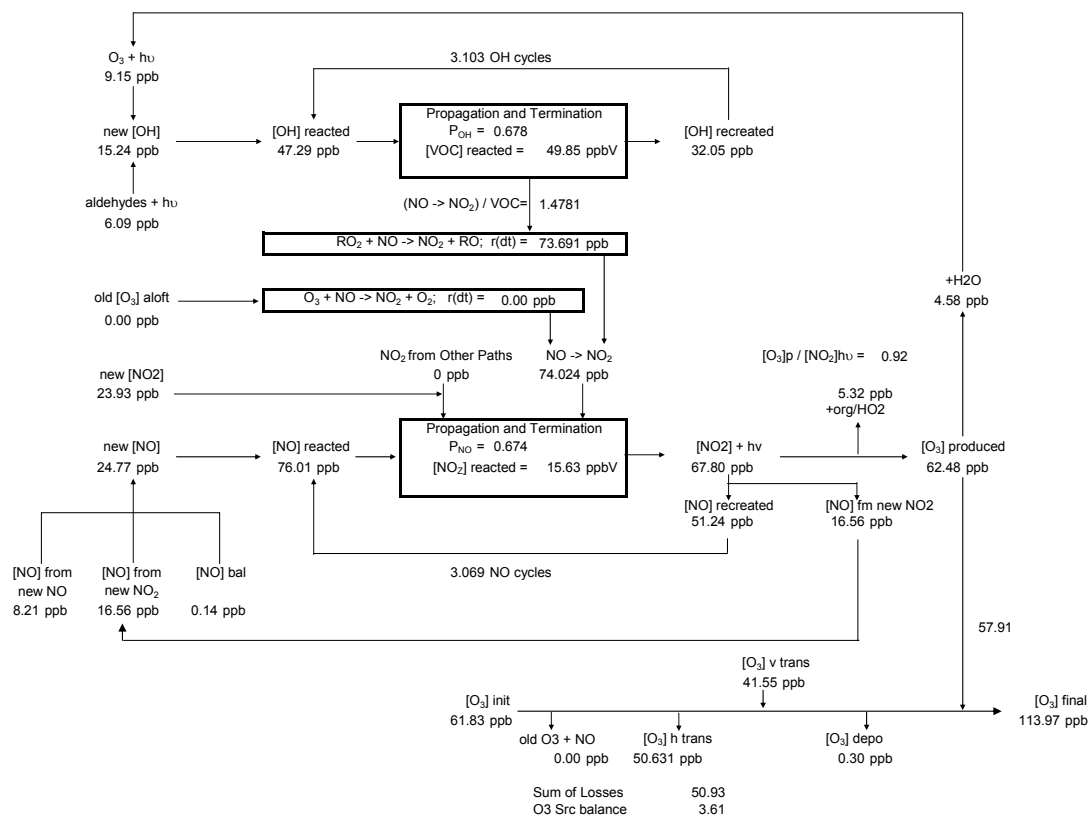 O₃ + hυ
9.15 ppb
3.103 OH cycles
Propagation and Termination
P_OH = 0.678
[VOC] reacted = 49.85 ppbV
new [OH]
15.24 ppb
[OH] reacted
47.29 ppb
[OH] recreated
32.05 ppb
aldehydes + hυ
6.09 ppb
(NO -> NO₂) / VOC= 1.4781
RO₂ + NO -> NO₂ + RO; r(dt) = 73.691 ppb
old [O₃] aloft
0.00 ppb
O₃ + NO -> NO₂ + O₂; r(dt) = 0.00 ppb
+H2O
4.58 ppb
NO₂ from Other Paths
0 ppb
NO -> NO₂
74.024 ppb
[O₃]p / [NO₂]hυ = 0.92
new [NO2]
23.93 ppb
5.32 ppb
+org/HO2
Propagation and Termination
P_NO = 0.674
[NO_Z] reacted = 15.63 ppbV
new [NO]
24.77 ppb
[NO] reacted
76.01 ppb
[NO2] + hv
67.80 ppb
[O₃] produced
62.48 ppb
[NO] recreated
51.24 ppb
[NO] fm new NO2
16.56 ppb
3.069 NO cycles
[NO] from
new NO
8.21 ppb
[NO] from
new NO₂
16.56 ppb
[NO] bal
0.14 ppb
57.91
[O₃] v trans
41.55 ppb
[O₃] init
61.83 ppb
[O₃] final
113.97 ppb
old O3 + NO
0.00 ppb
[O₃] h trans
50.631 ppb
[O₃] depo
0.30 ppb
Sum of Losses 50.93
O3 Src balance 3.61